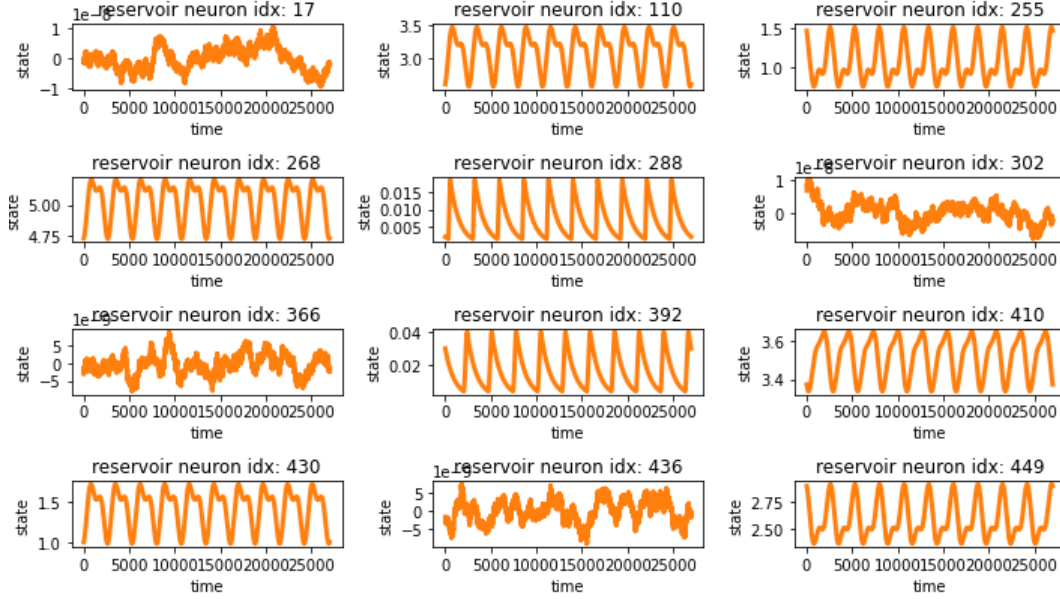 reservoir neuron idx: 17
1e−8
1
0
−1
state
0 5000 10000 15000 20000 25000
time
reservoir neuron idx: 110
3.5
3.0
state
0 5000 10000 15000 20000 25000
time
reservoir neuron idx: 255
1.5
1.0
state
0 5000 10000 15000 20000 25000
time
reservoir neuron idx: 268
5.00
4.75
state
0 5000 10000 15000 20000 25000
time
reservoir neuron idx: 288
0.015
0.010
0.005
state
0 5000 10000 15000 20000 25000
time
reservoir neuron idx: 302
1e−8
1
0
state
0 5000 10000 15000 20000 25000
time
reservoir neuron idx: 366
1e−9
5
0
−5
state
0 5000 10000 15000 20000 25000
time
reservoir neuron idx: 392
0.04
0.02
state
0 5000 10000 15000 20000 25000
time
reservoir neuron idx: 410
3.6
3.4
state
0 5000 10000 15000 20000 25000
time
reservoir neuron idx: 430
1.5
1.0
state
0 5000 10000 15000 20000 25000
time
reservoir neuron idx: 436
1e−9
5
0
−5
state
0 5000 10000 15000 20000 25000
time
reservoir neuron idx: 449
2.75
2.50
state
0 5000 10000 15000 20000 25000
time